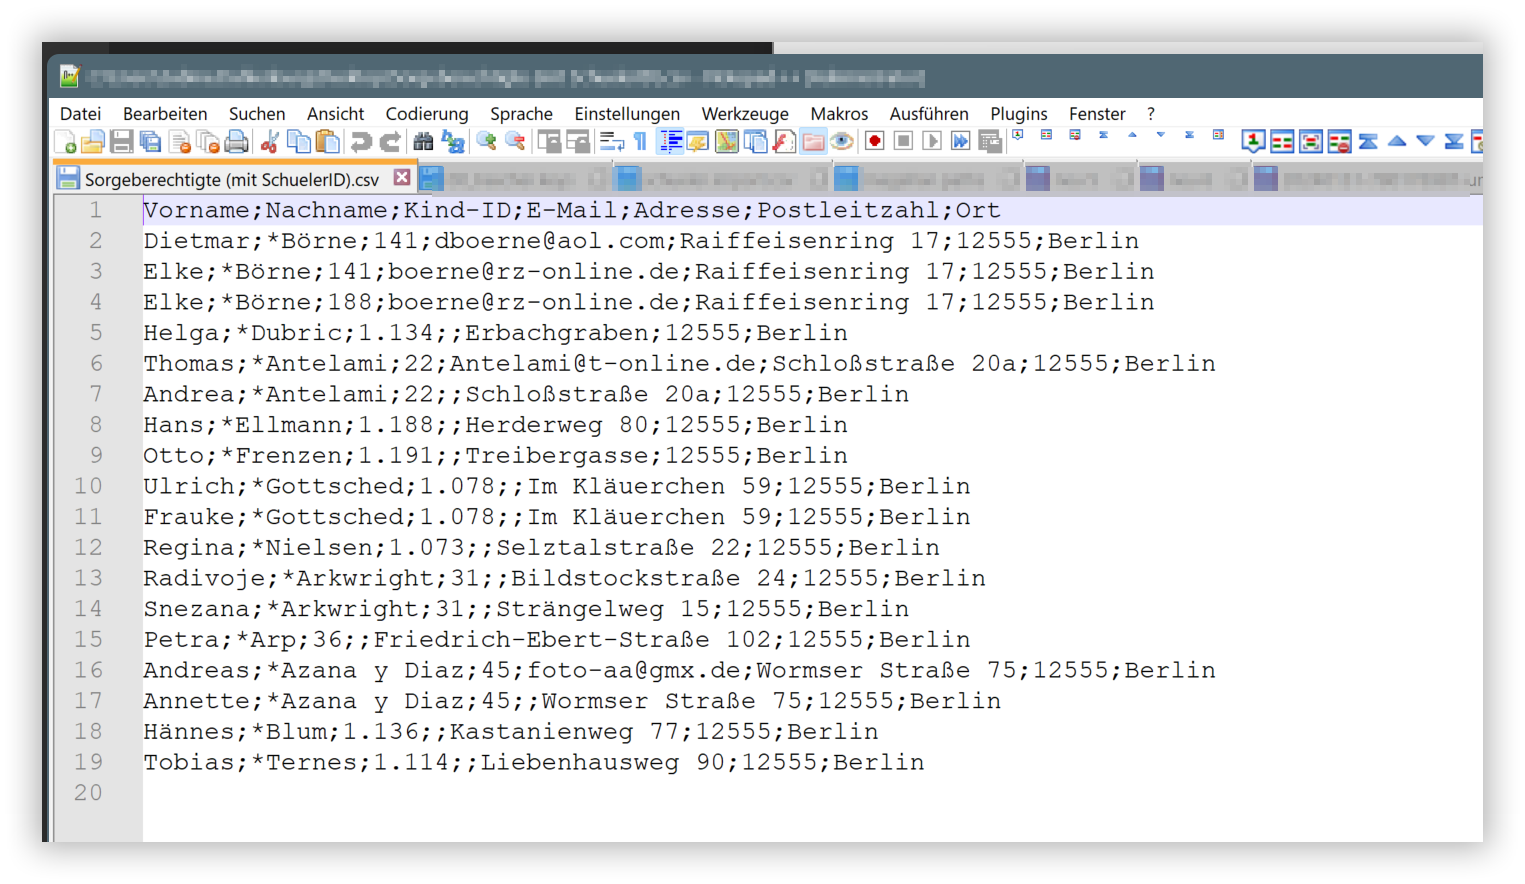 Datei Bearbeiten Suchen Ansicht Codierung Sprache Einstellungen Werkzeuge Makros Ausführen Plugins Fenster ?
Sorgeberechtigte (mit SchuelerID).csv
1 Vorname;Nachname;Kind-ID;E-Mail;Adresse;Postleitzahl;Ort
2 Dietmar;*Börne;141;dboerne@aol.com;Raiffeisenring 17;12555;Berlin
3 Elke;*Börne;141;boerne@rz-online.de;Raiffeisenring 17;12555;Berlin
4 Elke;*Börne;188;boerne@rz-online.de;Raiffeisenring 17;12555;Berlin
5 Helga;*Dubric;1.134;;Erbachgraben;12555;Berlin
6 Thomas;*Antelami;22;Antelami@t-online.de;Schloßstraße 20a;12555;Berlin
7 Andrea;*Antelami;22;;Schloßstraße 20a;12555;Berlin
8 Hans;*Ellmann;1.188;;Herderweg 80;12555;Berlin
9 Otto;*Frenzen;1.191;;Treibergasse;12555;Berlin
10 Ulrich;*Gottsched;1.078;;Im Kläuerchen 59;12555;Berlin
11 Frauke;*Gottsched;1.078;;Im Kläuerchen 59;12555;Berlin
12 Regina;*Nielsen;1.073;;Selztalstraße 22;12555;Berlin
13 Radivoje;*Arkwright;31;;Bildstockstraße 24;12555;Berlin
14 Snezana;*Arkwright;31;;Strängelweg 15;12555;Berlin
15 Petra;*Arp;36;;Friedrich-Ebert-Straße 102;12555;Berlin
16 Andreas;*Azana y Diaz;45;foto-aa@gmx.de;Wormser Straße 75;12555;Berlin
17 Annette;*Azana y Diaz;45;;Wormser Straße 75;12555;Berlin
18 Hännes;*Blum;1.136;;Kastanienweg 77;12555;Berlin
19 Tobias;*Ternes;1.114;;Liebenhausweg 90;12555;Berlin
20